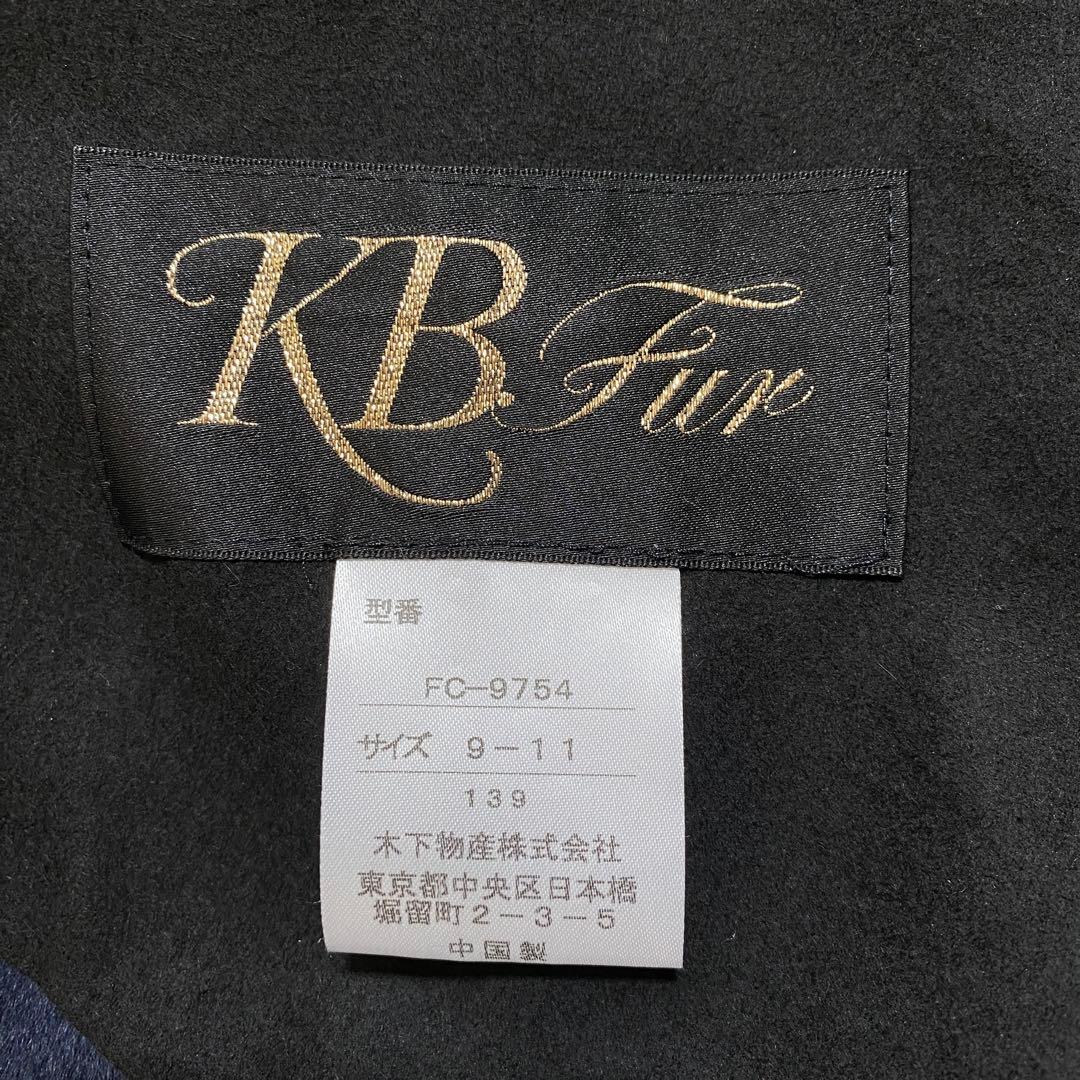 KB Fur
型番
FC-9754
サイズ 9-11
139
木下物産株式会社
東京都中央区日本橋
堀留町2-3-5
中国製